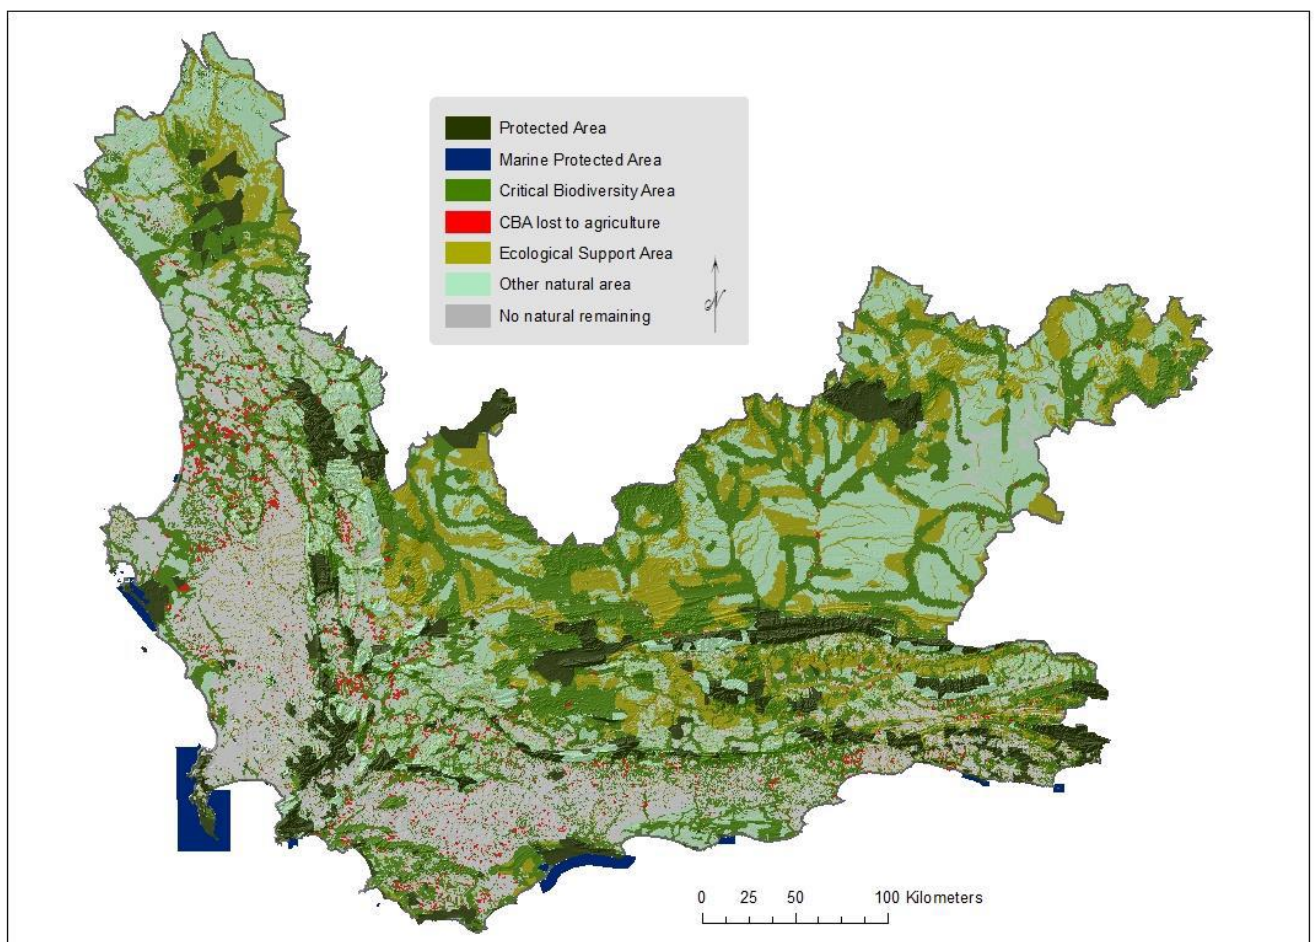 Protected Area
Marine Protected Area
Critical Biodiversity Area
CBA lost to agriculture
Ecological Support Area
Other natural area
No natural remaining
N
0 25 50 100 Kilometers